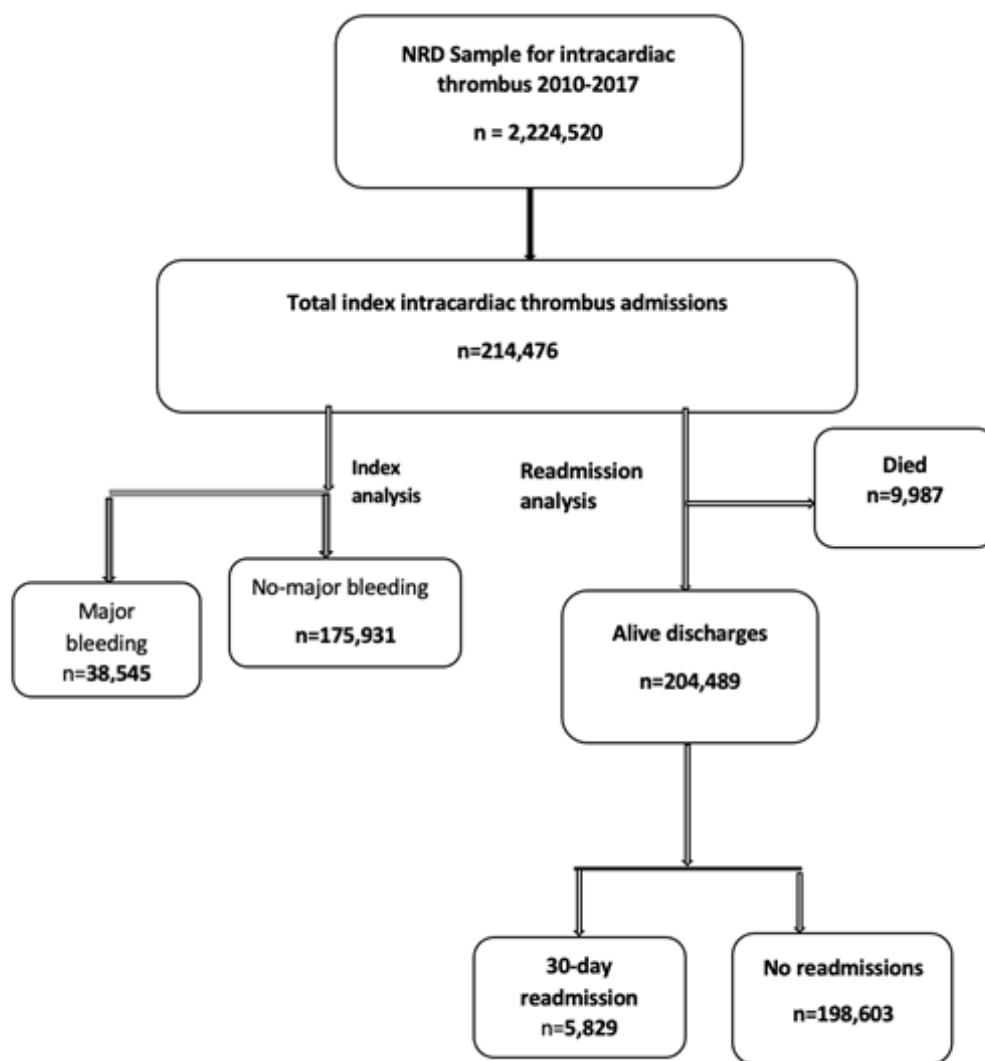 NRD Sample for intracardiac
thrombus 2010-2017
n = 2,224,520
Total index intracardiac thrombus admissions
n=214,476
Index
analysis
Readmission
analysis
Died
n=9,987
Major
bleeding
n=38,545
No-major bleeding
n=175,931
Alive discharges
n=204,489
30-day
readmission
n=5,829
No readmissions
n=198,603